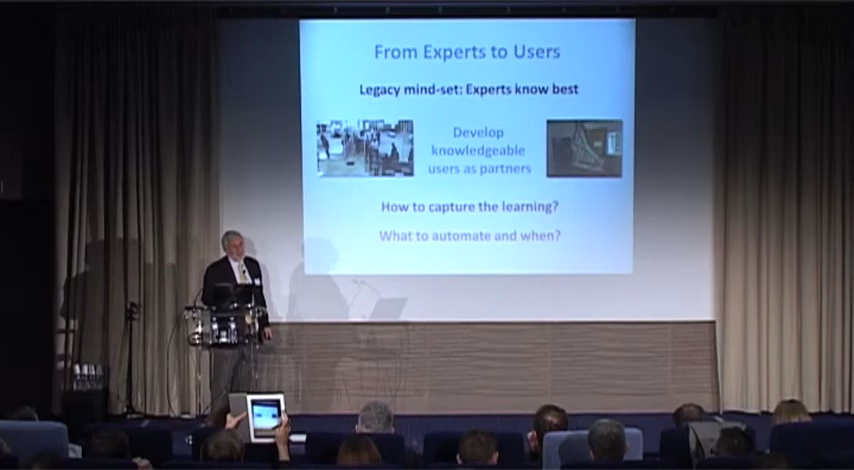 From Experts to Users
Legacy mind-set: Experts know best
Develop
knowledgeable
users as partners
How to capture the learning?
What to automate and when?